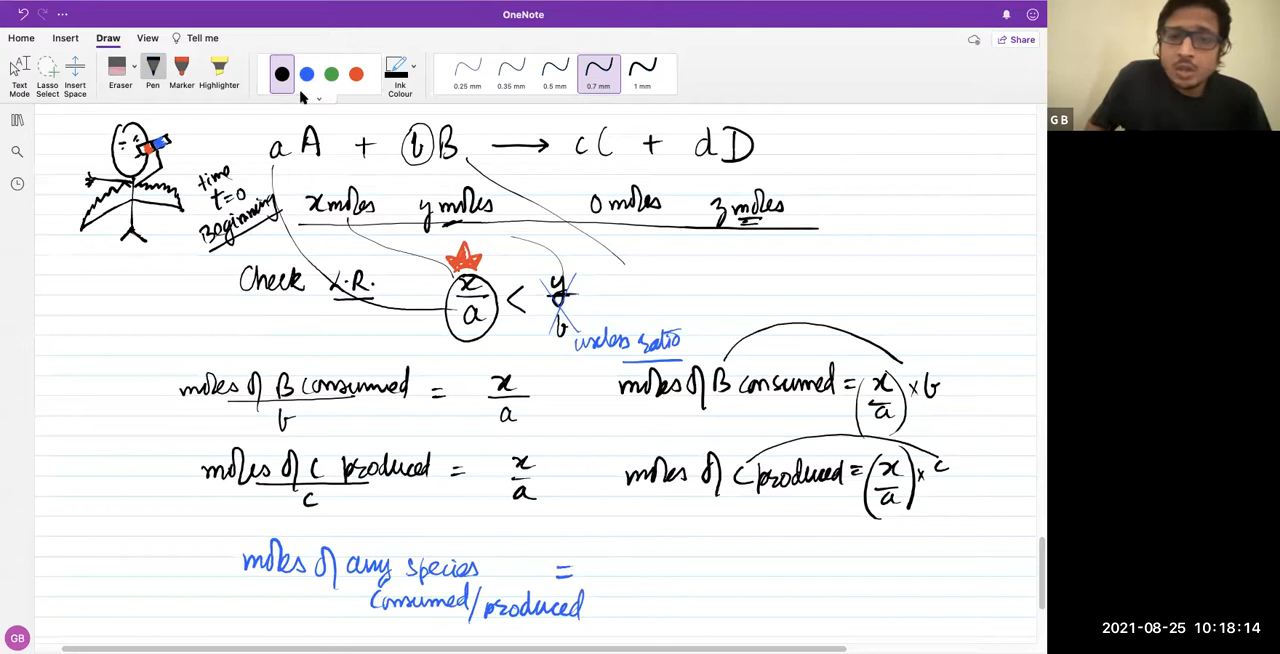 OneNote
Home Insert Draw View Tell me
Share
Text Mode
Lasso Select
Insert Space
Eraser
Pen
Marker
Highlighter
Ink Colour
0.25 mm
0.35 mm
0.5 mm
0.7 mm
1 mm
G B
aA + bB → cC + dD
time
t=0
Beginning
x moles y moles 0 moles z moles
Check L.R. x/a < y/b
useless ratio
moles of B consumed / b = x/a
moles of B consumed = (x/a) × b
moles of C produced / c = x/a
moles of C produced = (x/a) × c
moles of any species =
consumed/produced
GB
2021-08-25 10:18:14